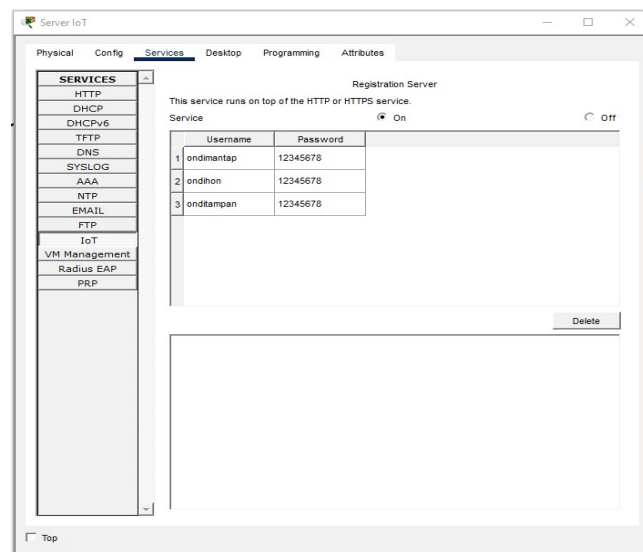 Server IoT
Physical Config Services Desktop Programming Attributes
SERVICES
HTTP
DHCP
DHCPv6
TFTP
DNS
SYSLOG
AAA
NTP
EMAIL
FTP
IoT
VM Management
Radius EAP
PRP
Registration Server
This service runs on top of the HTTP or HTTPS service.
Service On Off
Username Password
1 ondimantap 12345678
2 ondihon 12345678
3 onditampan 12345678
Delete
Top